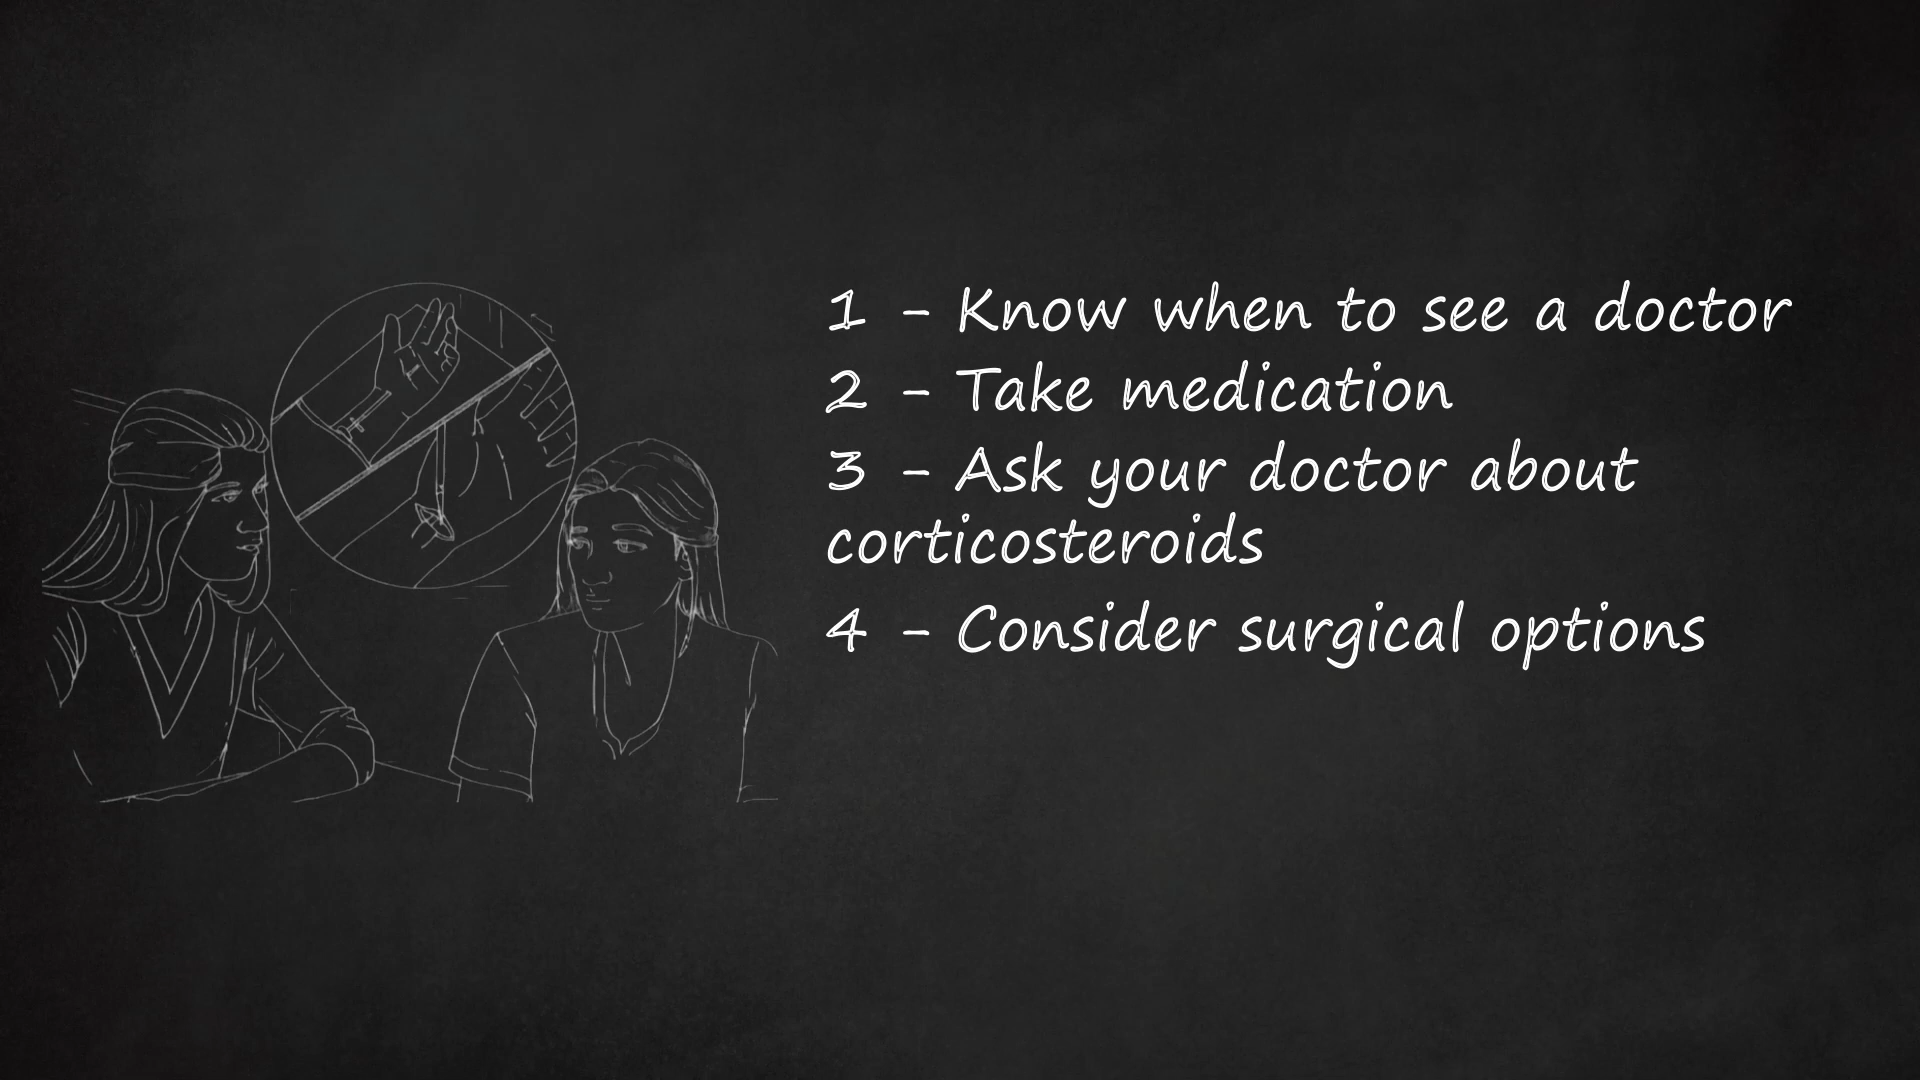 1 - Know when to see a doctor
2 - Take medication
3 - Ask your doctor about
corticosteroids
4 - Consider surgical options